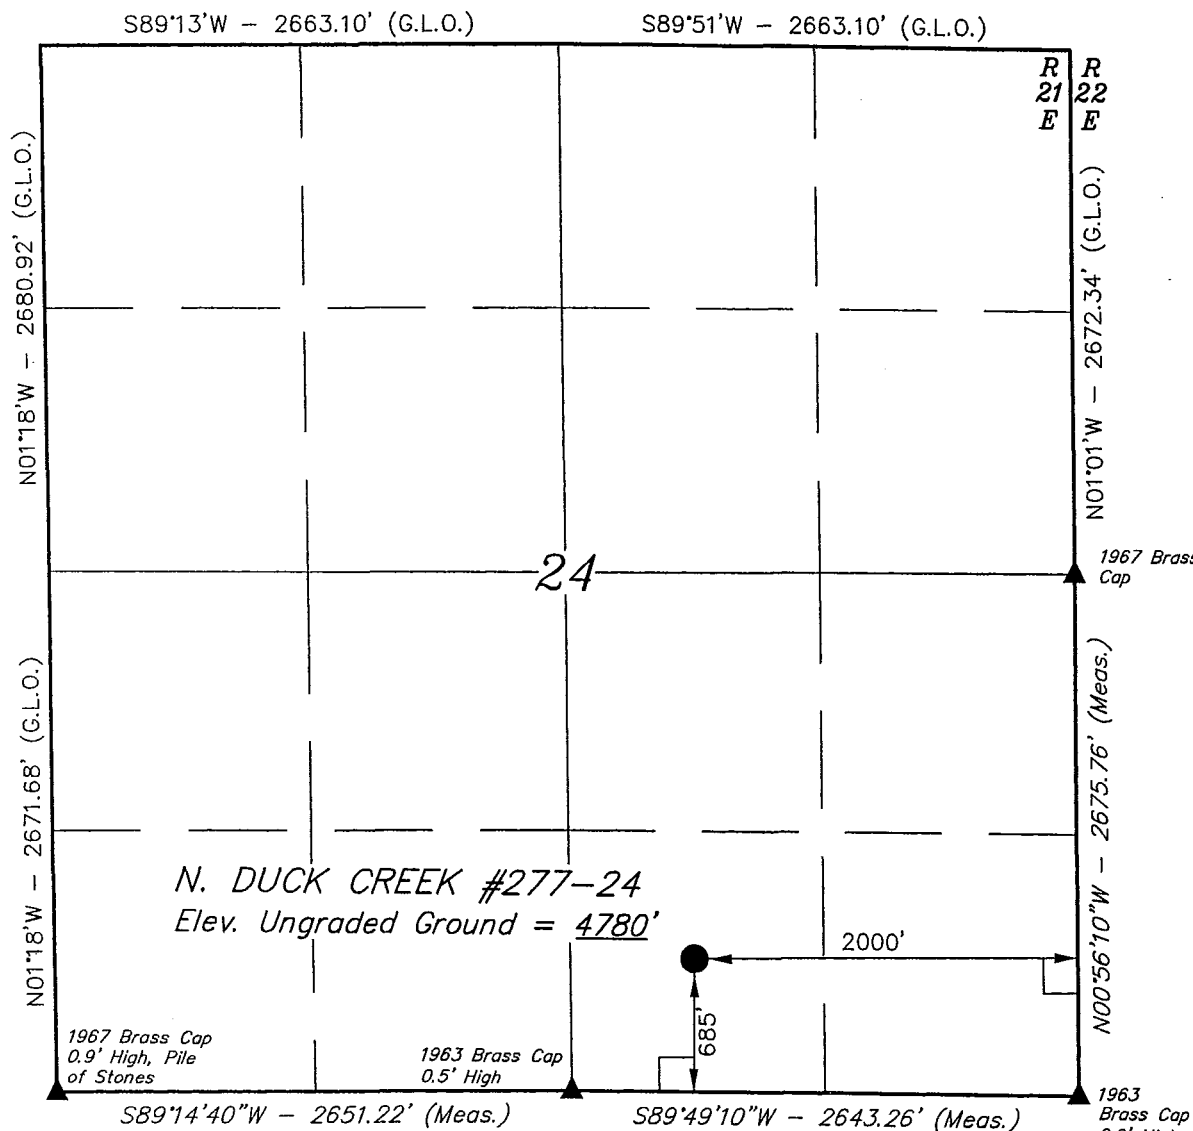 S89°13'W – 2663.10' (G.L.O.)
S89°51'W – 2663.10' (G.L.O.)
R R
21 22
E E
N01°18'W – 2680.92' (G.L.O.)
N01°01'W – 2672.34' (G.L.O.)
24
1967 Brass
Cap
N01°18'W – 2671.68' (G.L.O.)
N00°56'10"W – 2675.76' (Meas.)
N. DUCK CREEK #277–24
Elev. Ungraded Ground = 4780'
2000'
685'
1967 Brass Cap
0.9' High, Pile
of Stones
1963 Brass Cap
0.5' High
1963
Brass Cap
S89°14'40"W – 2651.22' (Meas.)
S89°49'10"W – 2643.26' (Meas.)